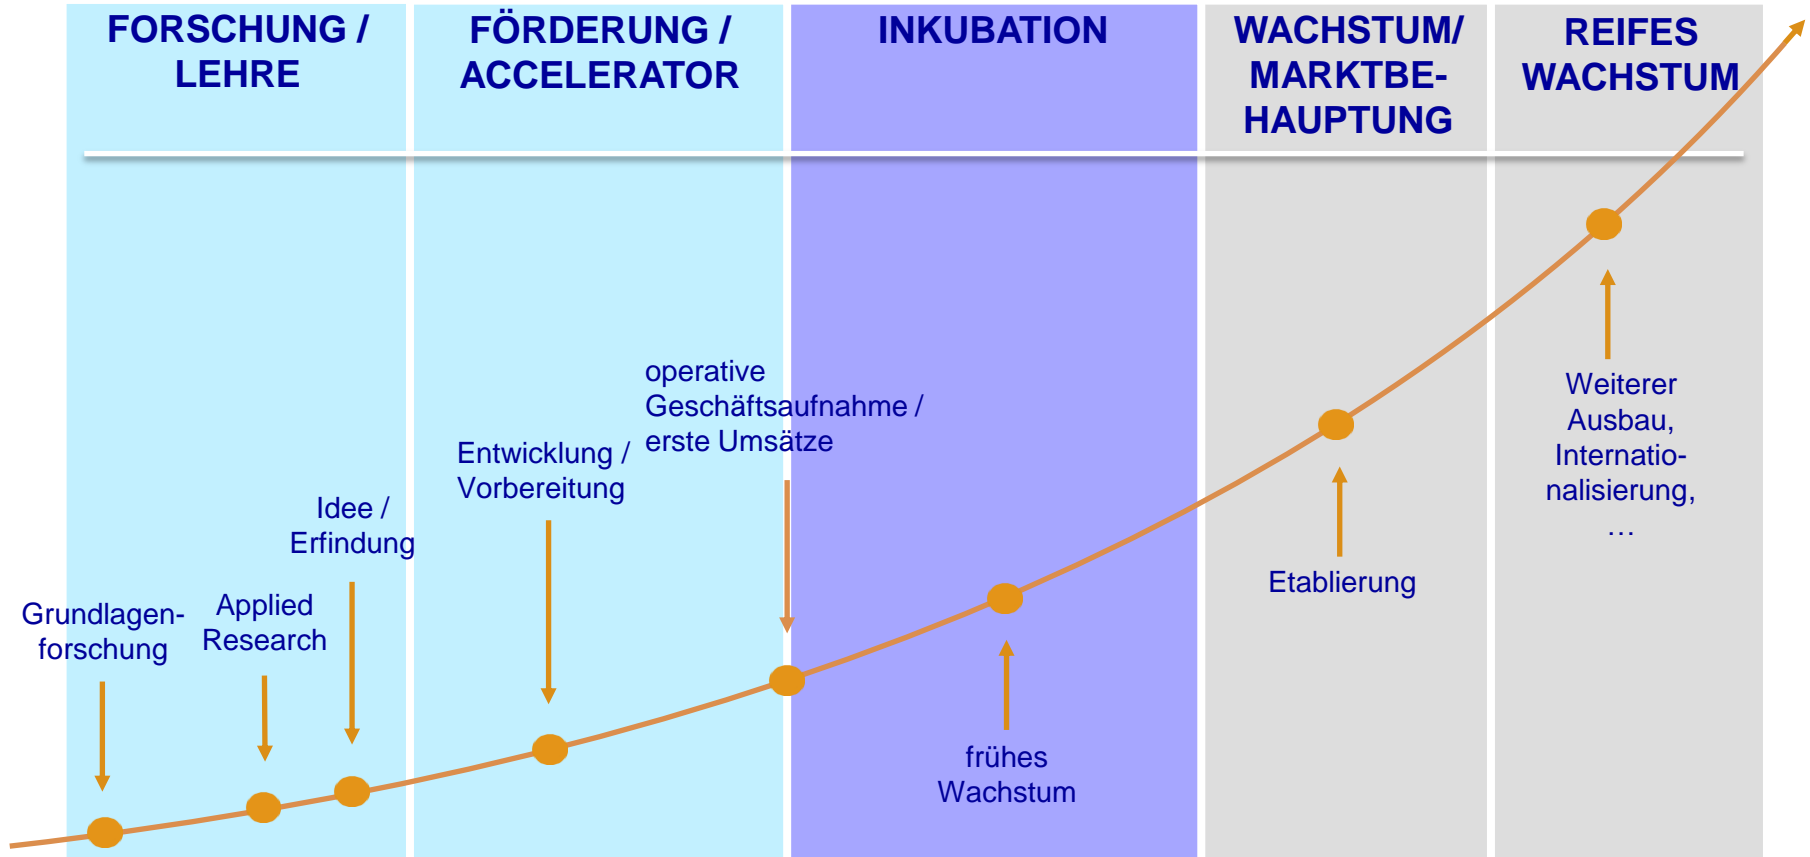 FORSCHUNG /
LEHRE
FÖRDERUNG /
ACCELERATOR
INKUBATION
WACHSTUM/
MARKTBE-
HAUPTUNG
REIFES
WACHSTUM
Grundlagen-
forschung
Applied
Research
Idee /
Erfindung
Entwicklung /
Vorbereitung
operative
Geschäftsaufnahme /
erste Umsätze
frühes
Wachstum
Etablierung
Weiterer
Ausbau,
Internatio-
nalisierung,
…